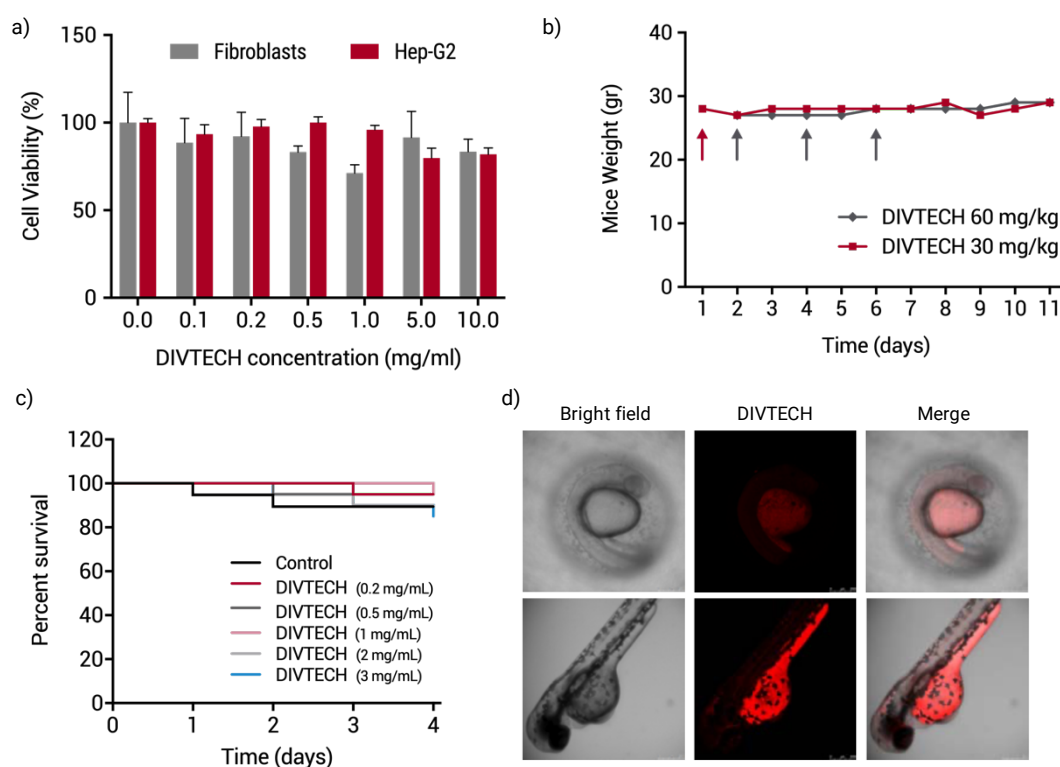 a)
150
100
50
0
Cell Viability (%)
Fibroblasts
Hep-G2
0.0 0.1 0.2 0.5 1.0 5.0 10.0
DIVTECH concentration (mg/ml)
b)
40
30
20
10
0
Mice Weight (gr)
DIVTECH 60 mg/kg
DIVTECH 30 mg/kg
1 2 3 4 5 6 7 8 9 10 11
Time (days)
c)
120
100
80
60
40
20
0
Percent survival
Control
DIVTECH (0.2 mg/mL)
DIVTECH (0.5 mg/mL)
DIVTECH (1 mg/mL)
DIVTECH (2 mg/mL)
DIVTECH (3 mg/mL)
0 1 2 3 4
Time (days)
d)
Bright field DIVTECH Merge